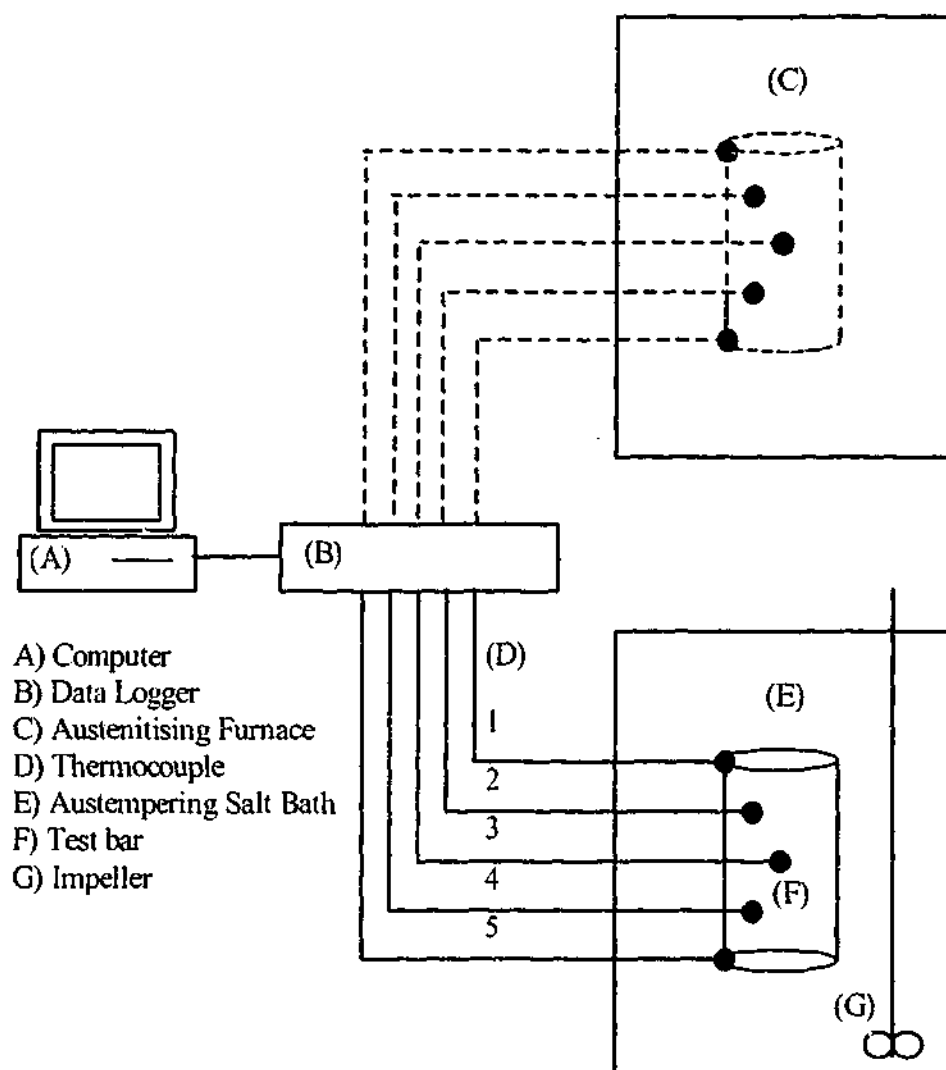 (C)
(A)
(B)
A) Computer
B) Data Logger
C) Austenitising Furnace
D) Thermocouple
E) Austempering Salt Bath
F) Test bar
G) Impeller
(D)
(E)
1
2
3
4
5
(F)
(G)